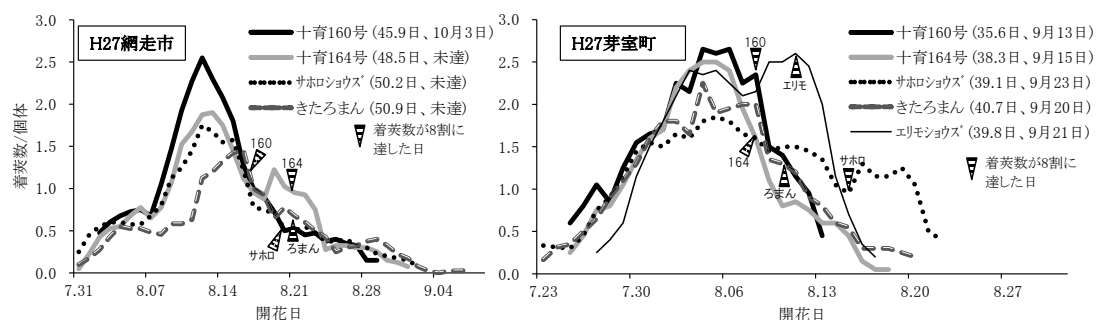 H27網走市
十育160号 (45.9日、10月3日)
十育164号 (48.5日、未達)
サホロショウズ (50.2日、未達)
きたろまん (50.9日、未達)
着莢数が8割に
達した日
160
164
サホロ
ろまん
着莢数/個体
3.0
2.5
2.0
1.5
1.0
0.5
0.0
7.31
8.07
8.14
8.21
8.28
9.04
開花日
H27芽室町
十育160号 (35.6日、9月13日)
十育164号 (38.3日、9月15日)
サホロショウズ (39.1日、9月23日)
きたろまん (40.7日、9月20日)
エリモショウズ (39.8日、9月21日)
着莢数が8割に
達した日
160
エリモ
164
ろまん
サホロ
3.0
2.5
2.0
1.5
1.0
0.5
0.0
7.23
7.30
8.06
8.13
8.20
8.27
開花日